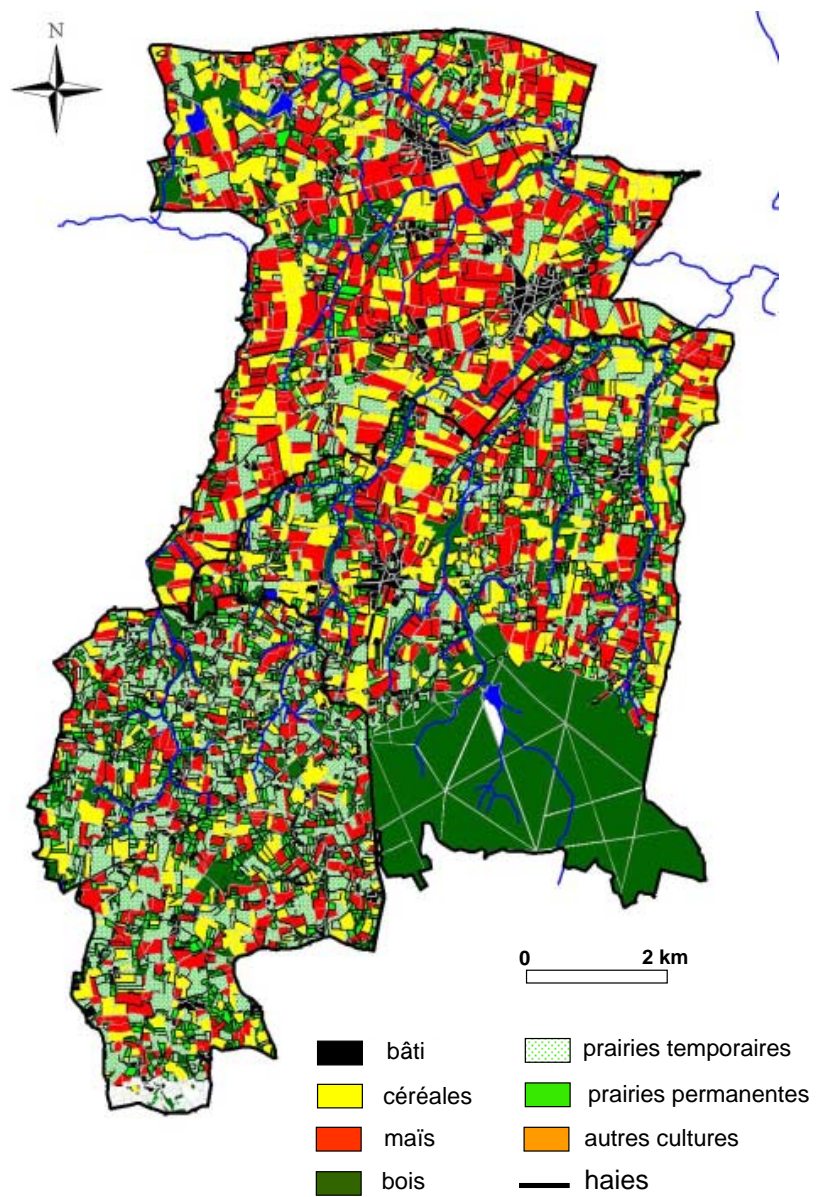 N
0 2 km
bâti
céréales
maïs
bois
prairies temporaires
prairies permanentes
autres cultures
haies